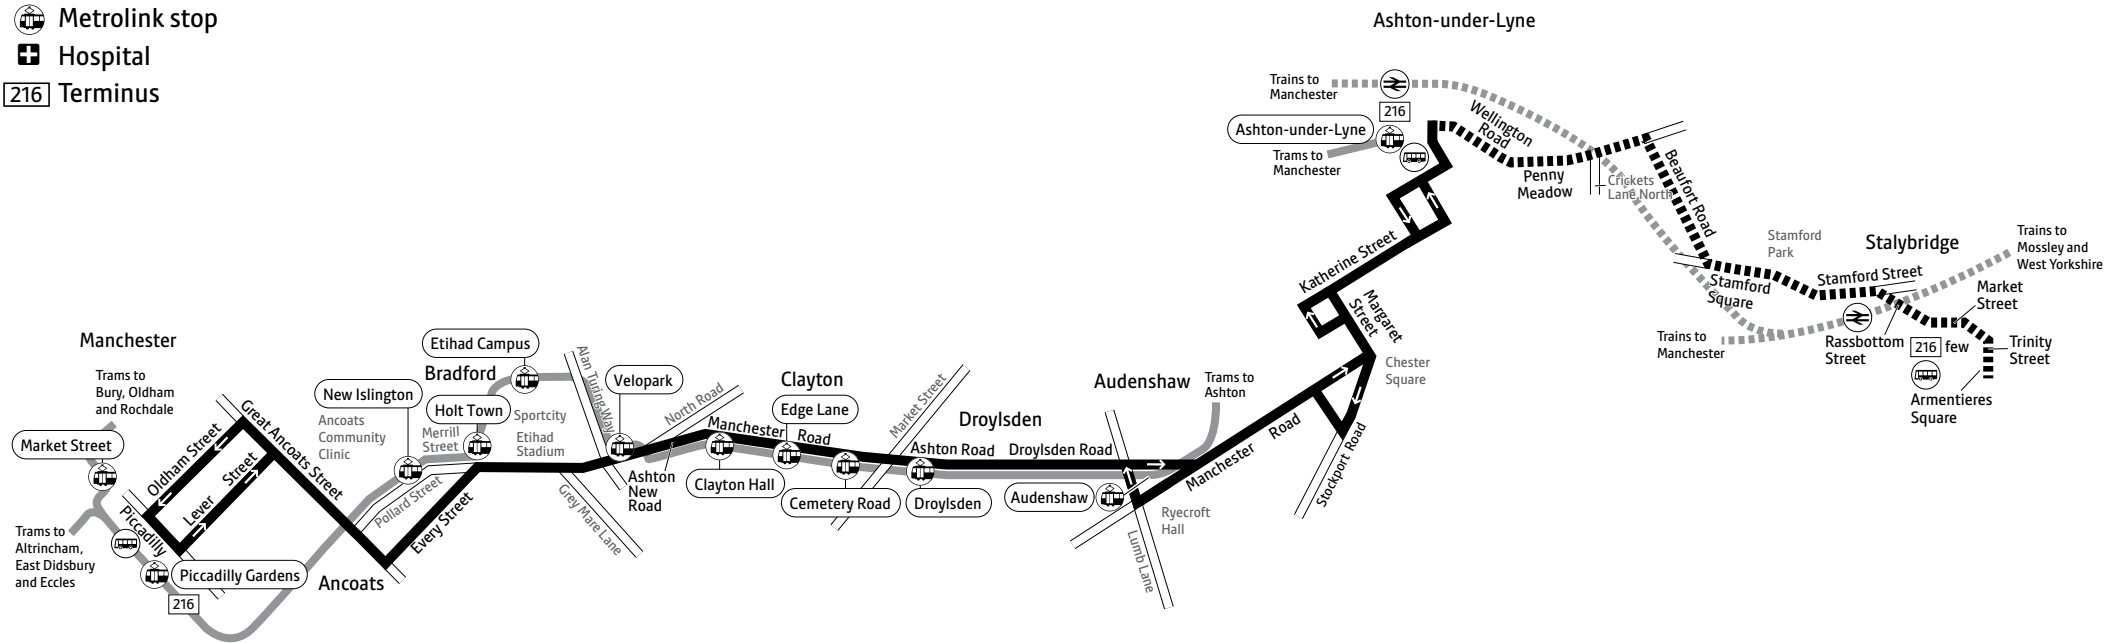 Metrolink stop
Hospital
216 Terminus
Ashton-under-Lyne
Trains to
Manchester
216
Ashton-under-Lyne
Trams to
Manchester
Wellington
Road
Penny
Meadow
Crickets
Lane North
Beaufort Road
Stamford
Park
Stalybridge
Trains to
Mossley and
West Yorkshire
Stamford Street
Stamford
Square
Market
Street
Trains to
Manchester
Rassbottom
Street
216 few
Trinity
Street
Armentieres
Square
Katherine Street
Margaret
Street
Chester
Square
Manchester
Trams to
Bury, Oldham
and Rochdale
Market Street
Oldham Street
Great Ancoats Street
Lever Street
Piccadilly
Trams to
Altrincham,
East Didsbury
and Eccles
Piccadilly Gardens
216
Ancoats
New Islington
Ancoats
Community
Clinic
Pollard Street
Every Street
Etihad Campus
Bradford
Holt Town
Merrill
Street
Sportcity
Etihad
Stadium
Alan Turing Way
Grey Mare Lane
Velopark
North Road
Ashton
New
Road
Clayton
Edge Lane
Manchester Road
Clayton Hall
Cemetery Road
Market Street
Droylsden
Ashton Road
Droylsden Road
Droylsden
Audenshaw
Trams to
Ashton
Audenshaw
Lumb Lane
Ryecroft
Hall
Manchester Road
Stockport Road